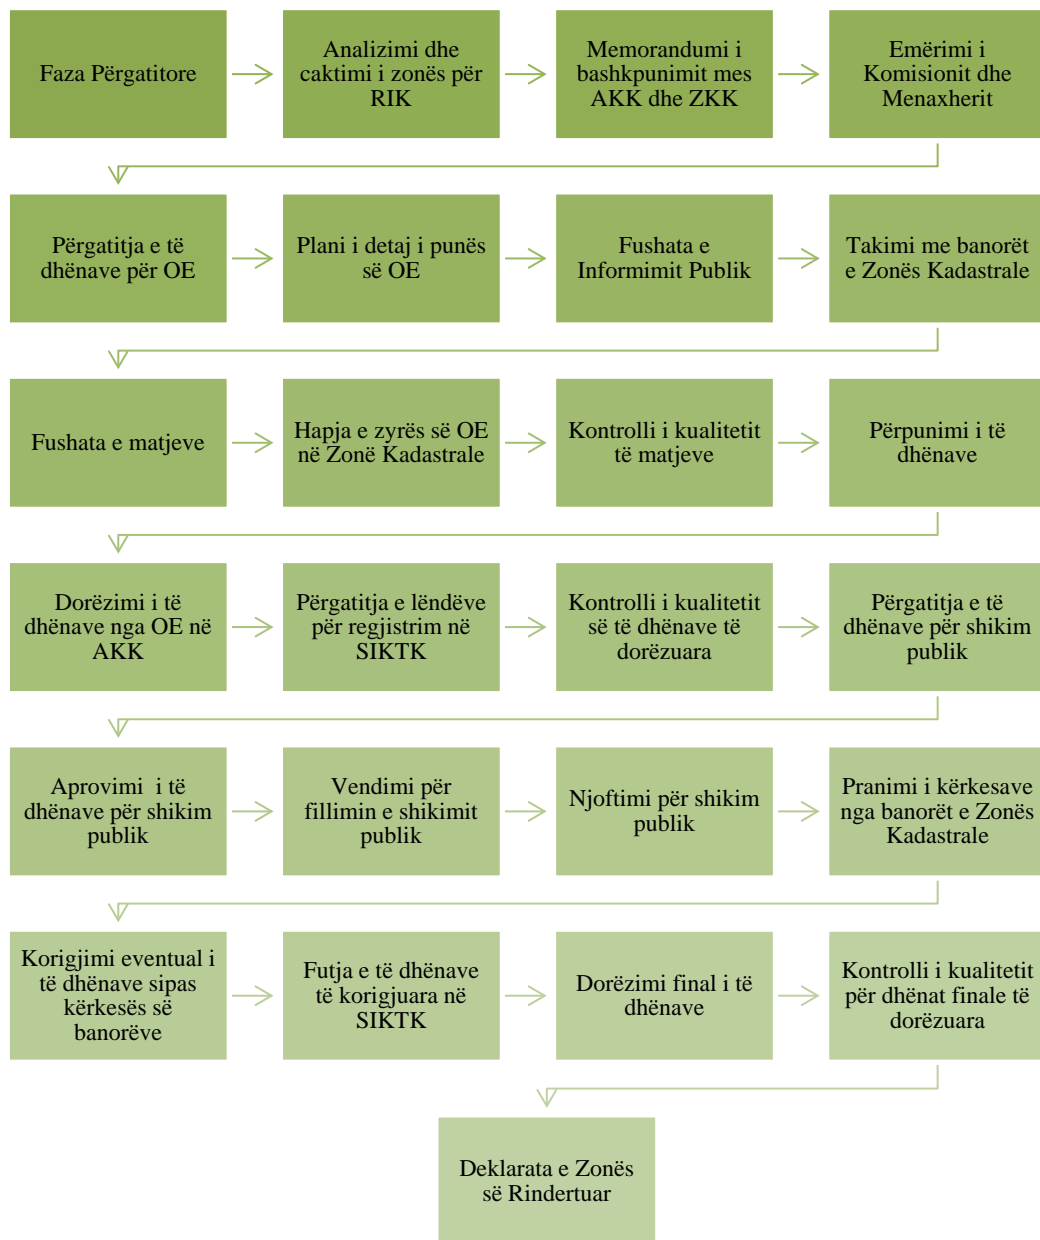 Faza Përgatitore
Analizimi dhe
caktimi i zonës për
RIK
Memorandumi i
bashkpunimit mes
AKK dhe ZKK
Emërimi i
Komisionit dhe
Menaxherit
Përgatitja e të
dhënave për OE
Plani i detaj i punës
së OE
Fushata e
Informimit Publik
Takimi me banorët
e Zonës Kadastrale
Fushata e matjeve
Hapja e zyrës së OE
në Zonë Kadastrale
Kontrolli i kualitetit
të matjeve
Përpunimi i të
dhënave
Dorëzimi i të
dhënave nga OE në
AKK
Përgatitja e lëndëve
për regjistrim në
SIKTK
Kontrolli i kualitetit
së të dhënave të
dorëzuara
Përgatitja e të
dhënave për shikim
publik
Aprovimi i të
dhënave për shikim
publik
Vendimi për
fillimin e shikimit
publik
Njoftimi për shikim
publik
Pranimi i kërkesave
nga banorët e Zonës
Kadastrale
Korigjimi eventual i
të dhënave sipas
kërkesës së
banorëve
Futja e të dhënave
të korigjuara në
SIKTK
Dorëzimi final i të
dhënave
Kontrolli i kualitetit
për dhënat finale të
dorëzuara
Deklarata e Zonës
së Rindertuar